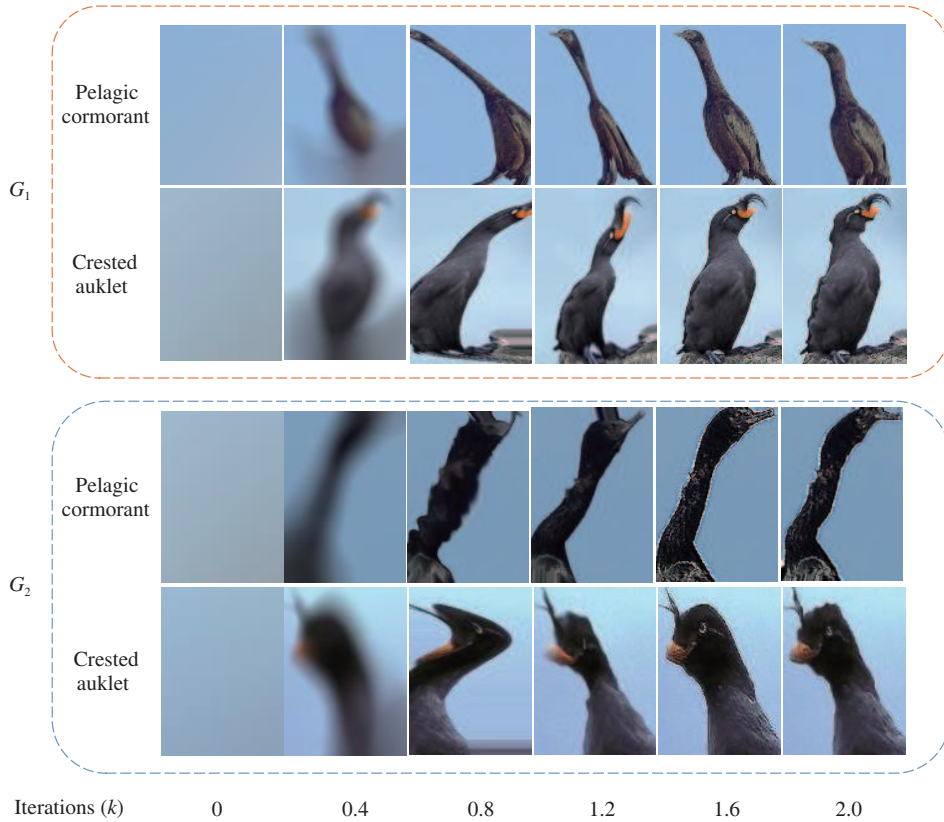 Pelagic
cormorant
G₁
Crested
auklet
Pelagic
cormorant
G₂
Crested
auklet
Iterations (k) 0 0.4 0.8 1.2 1.6 2.0